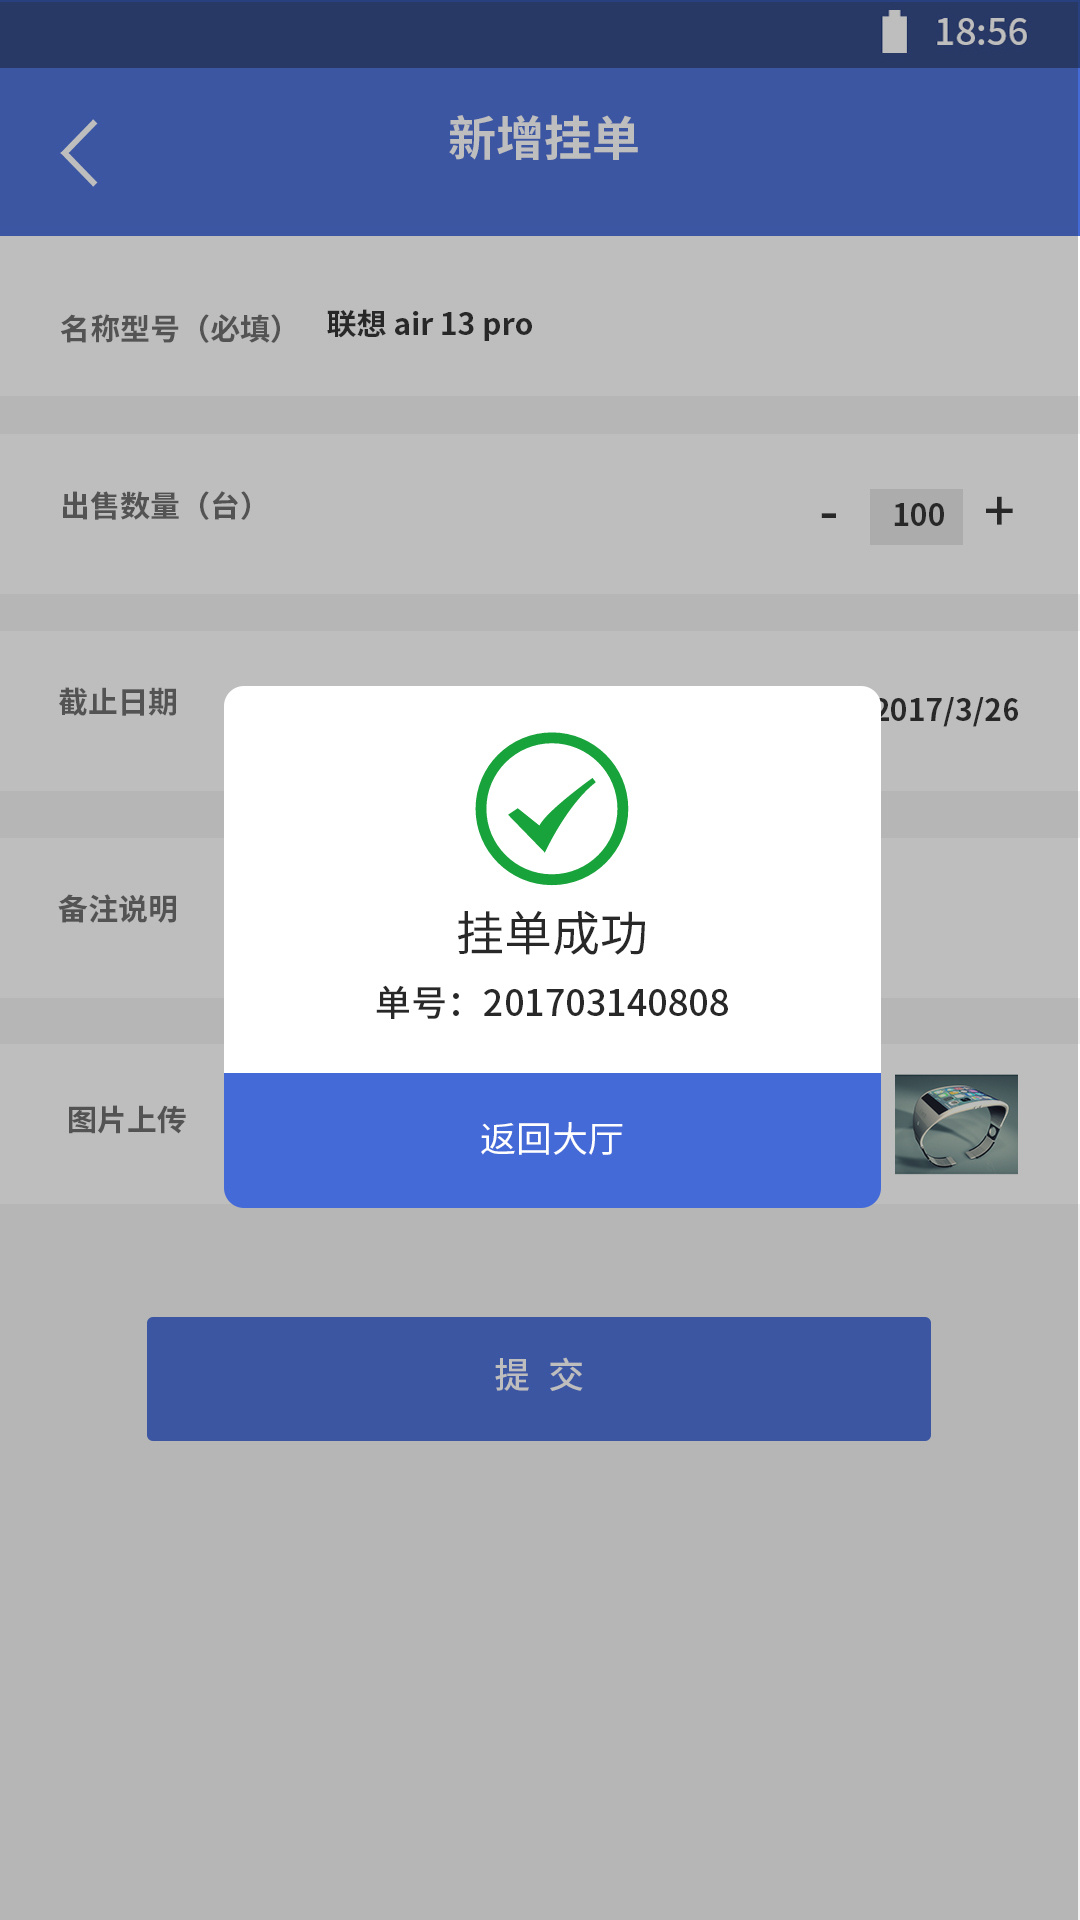 18:56
新增挂单
名称型号（必填） 联想 air 13 pro
出售数量（台） - 100 +
截止日期 2017/3/26
挂单成功
备注说明
单号：201703140808
图片上传
返回大厅
提 交